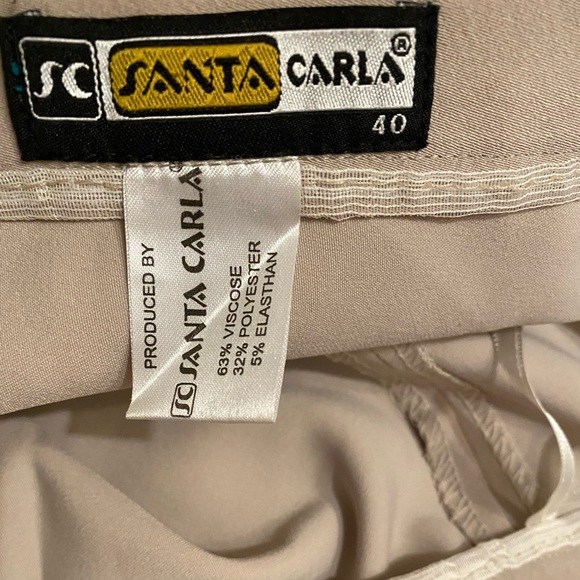 SC SANTA CARLA®
40
PRODUCED BY
SC SANTA CARLA®
63% VISCOSE
32% POLYESTER
5% ELASTHAN